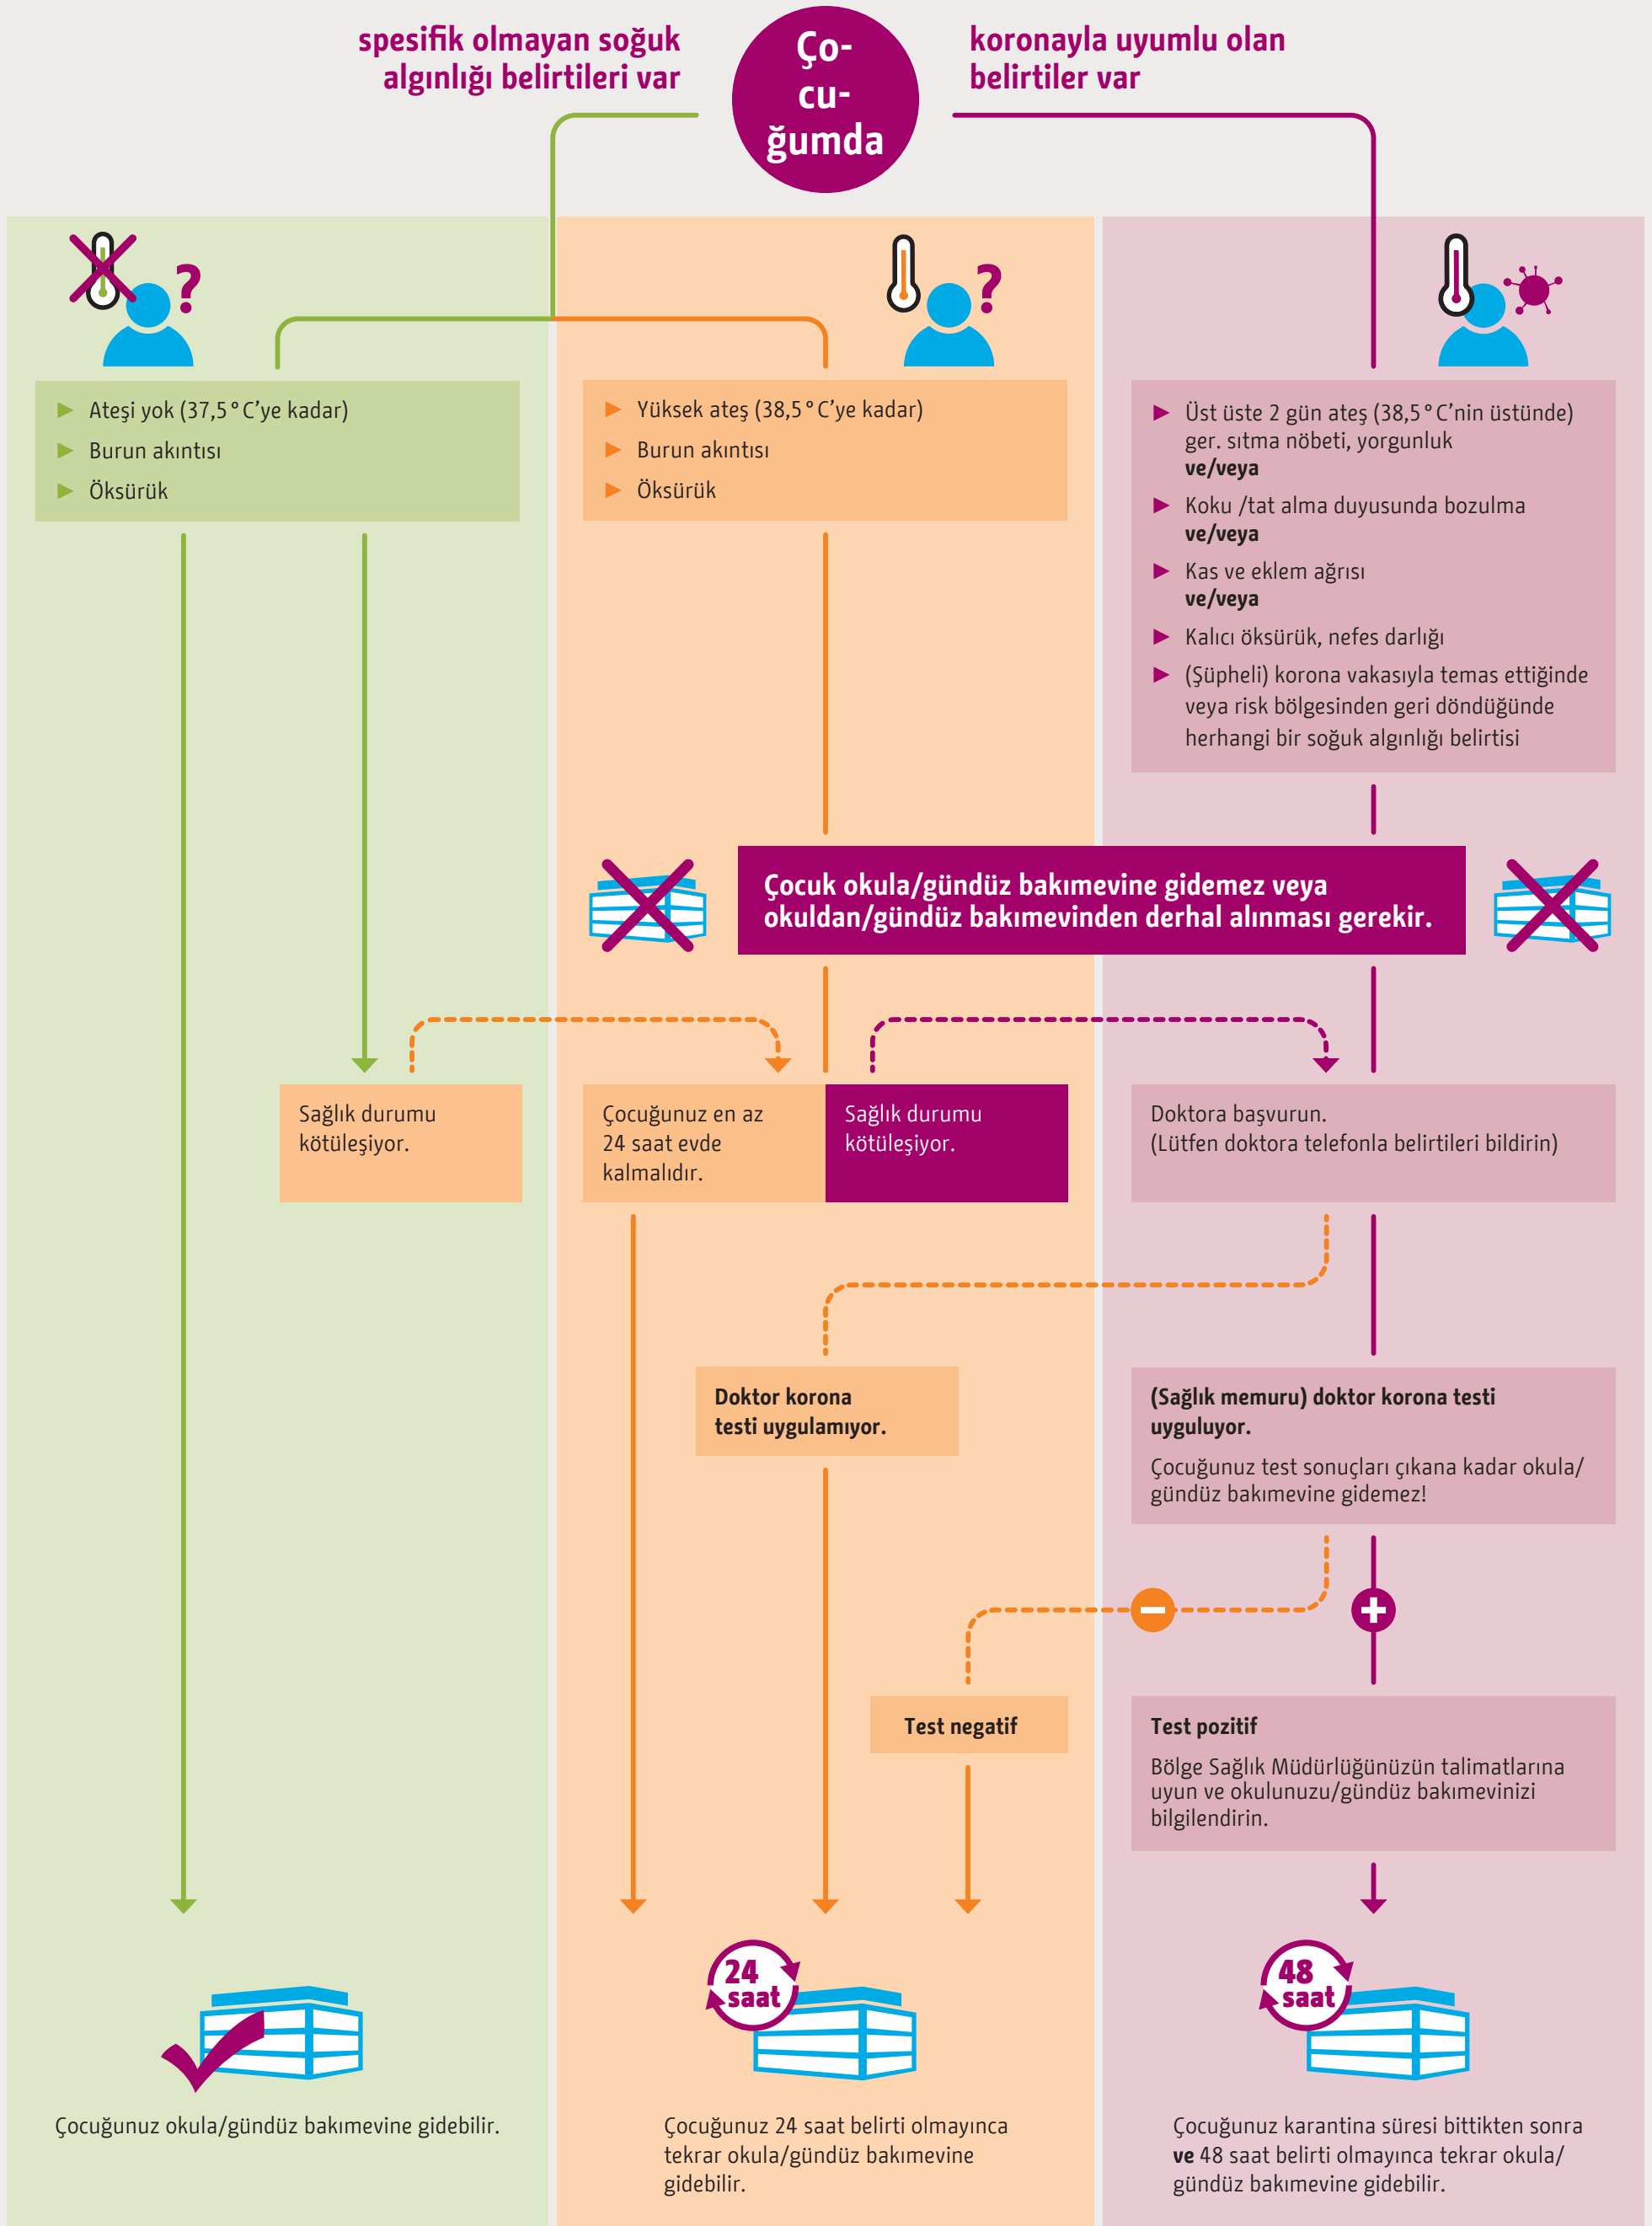 spesifik olmayan soğuk
algınlığı belirtileri var
Ço-
cu-
ğumda
koronayla uyumlu olan
belirtiler var
?
?
Ateşi yok (37,5 °C’ye kadar)
Burun akıntısı
Öksürük
Yüksek ateş (38,5 °C’ye kadar)
Burun akıntısı
Öksürük
Üst üste 2 gün ateş (38,5 °C’nin üstünde)
ger. sıtma nöbeti, yorgunluk
ve/veya
Koku /tat alma duyusunda bozulma
ve/veya
Kas ve eklem ağrısı
ve/veya
Kalıcı öksürük, nefes darlığı
(Şüpheli) korona vakasıyla temas ettiğinde
veya risk bölgesinden geri döndüğünde
herhangi bir soğuk algınlığı belirtisi
Çocuk okula/gündüz bakımevine gidemez veya
okuldan/gündüz bakımevinden derhal alınması gerekir.
Sağlık durumu
kötüleşiyor.
Çocuğunuz en az
24 saat evde
kalmalıdır.
Sağlık durumu
kötüleşiyor.
Doktora başvurun.
(Lütfen doktora telefonla belirtileri bildirin)
Doktor korona
testi uygulamıyor.
(Sağlık memuru) doktor korona testi
uyguluyor.
Çocuğunuz test sonuçları çıkana kadar okula/
gündüz bakımevine gidemez!
Test negatif
Test pozitif
Bölge Sağlık Müdürlüğünüzün talimatlarına
uyun ve okulunuzu/gündüz bakımevinizi
bilgilendirin.
24
saat
48
saat
Çocuğunuz okula/gündüz bakımevine gidebilir.
Çocuğunuz 24 saat belirti olmayınca
tekrar okula/gündüz bakımevine
gidebilir.
Çocuğunuz karantina süresi bittikten sonra
ve 48 saat belirti olmayınca tekrar okula/
gündüz bakımevine gidebilir.